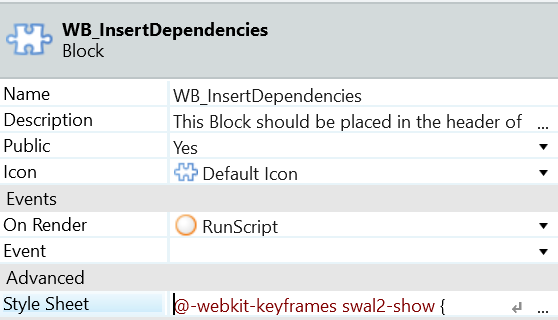 WB_InsertDependencies
Block
Name WB_InsertDependencies
Description This Block should be placed in the header of ...
Public Yes
Icon Default Icon
Events
On Render RunScript
Event
Advanced
Style Sheet @-webkit-keyframes swal2-show { ...